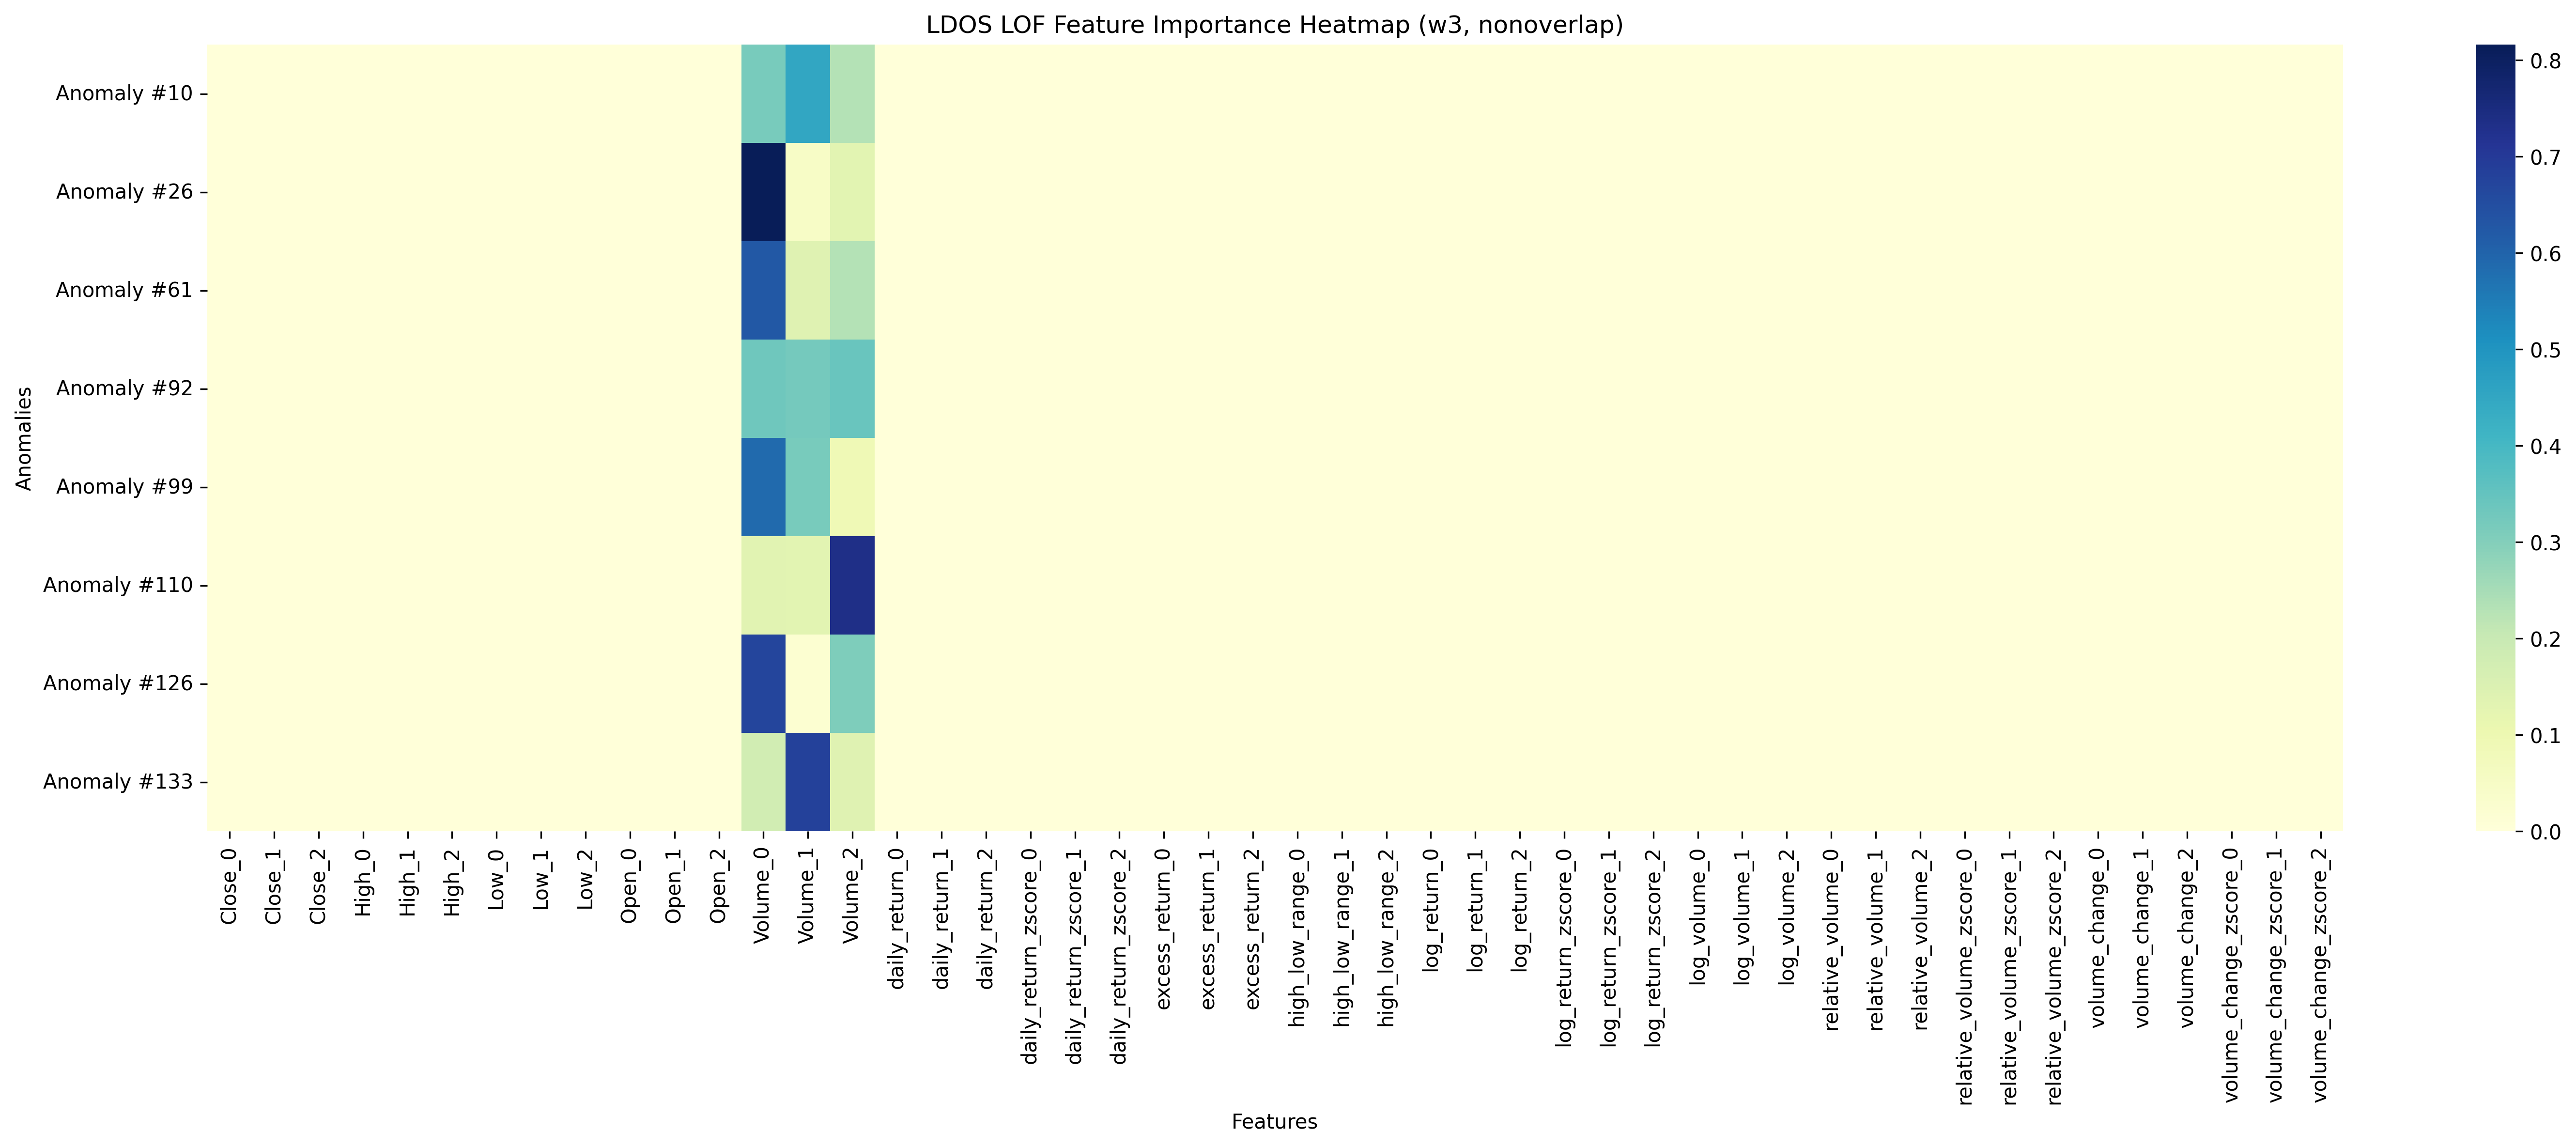 LDOS LOF Feature Importance Heatmap (w3, nonoverlap)
Anomalies
Anomaly #10
Anomaly #26
Anomaly #61
Anomaly #92
Anomaly #99
Anomaly #110
Anomaly #126
Anomaly #133
Close_0
Close_1
Close_2
High_0
High_1
High_2
Low_0
Low_1
Low_2
Open_0
Open_1
Open_2
Volume_0
Volume_1
Volume_2
daily_return_0
daily_return_1
daily_return_2
daily_return_zscore_0
daily_return_zscore_1
daily_return_zscore_2
excess_return_0
excess_return_1
excess_return_2
high_low_range_0
high_low_range_1
high_low_range_2
log_return_0
log_return_1
log_return_2
log_return_zscore_0
log_return_zscore_1
log_return_zscore_2
log_volume_0
log_volume_1
log_volume_2
relative_volume_0
relative_volume_1
relative_volume_2
relative_volume_zscore_0
relative_volume_zscore_1
relative_volume_zscore_2
volume_change_0
volume_change_1
volume_change_2
volume_change_zscore_0
volume_change_zscore_1
volume_change_zscore_2
Features
0.8
0.7
0.6
0.5
0.4
0.3
0.2
0.1
0.0